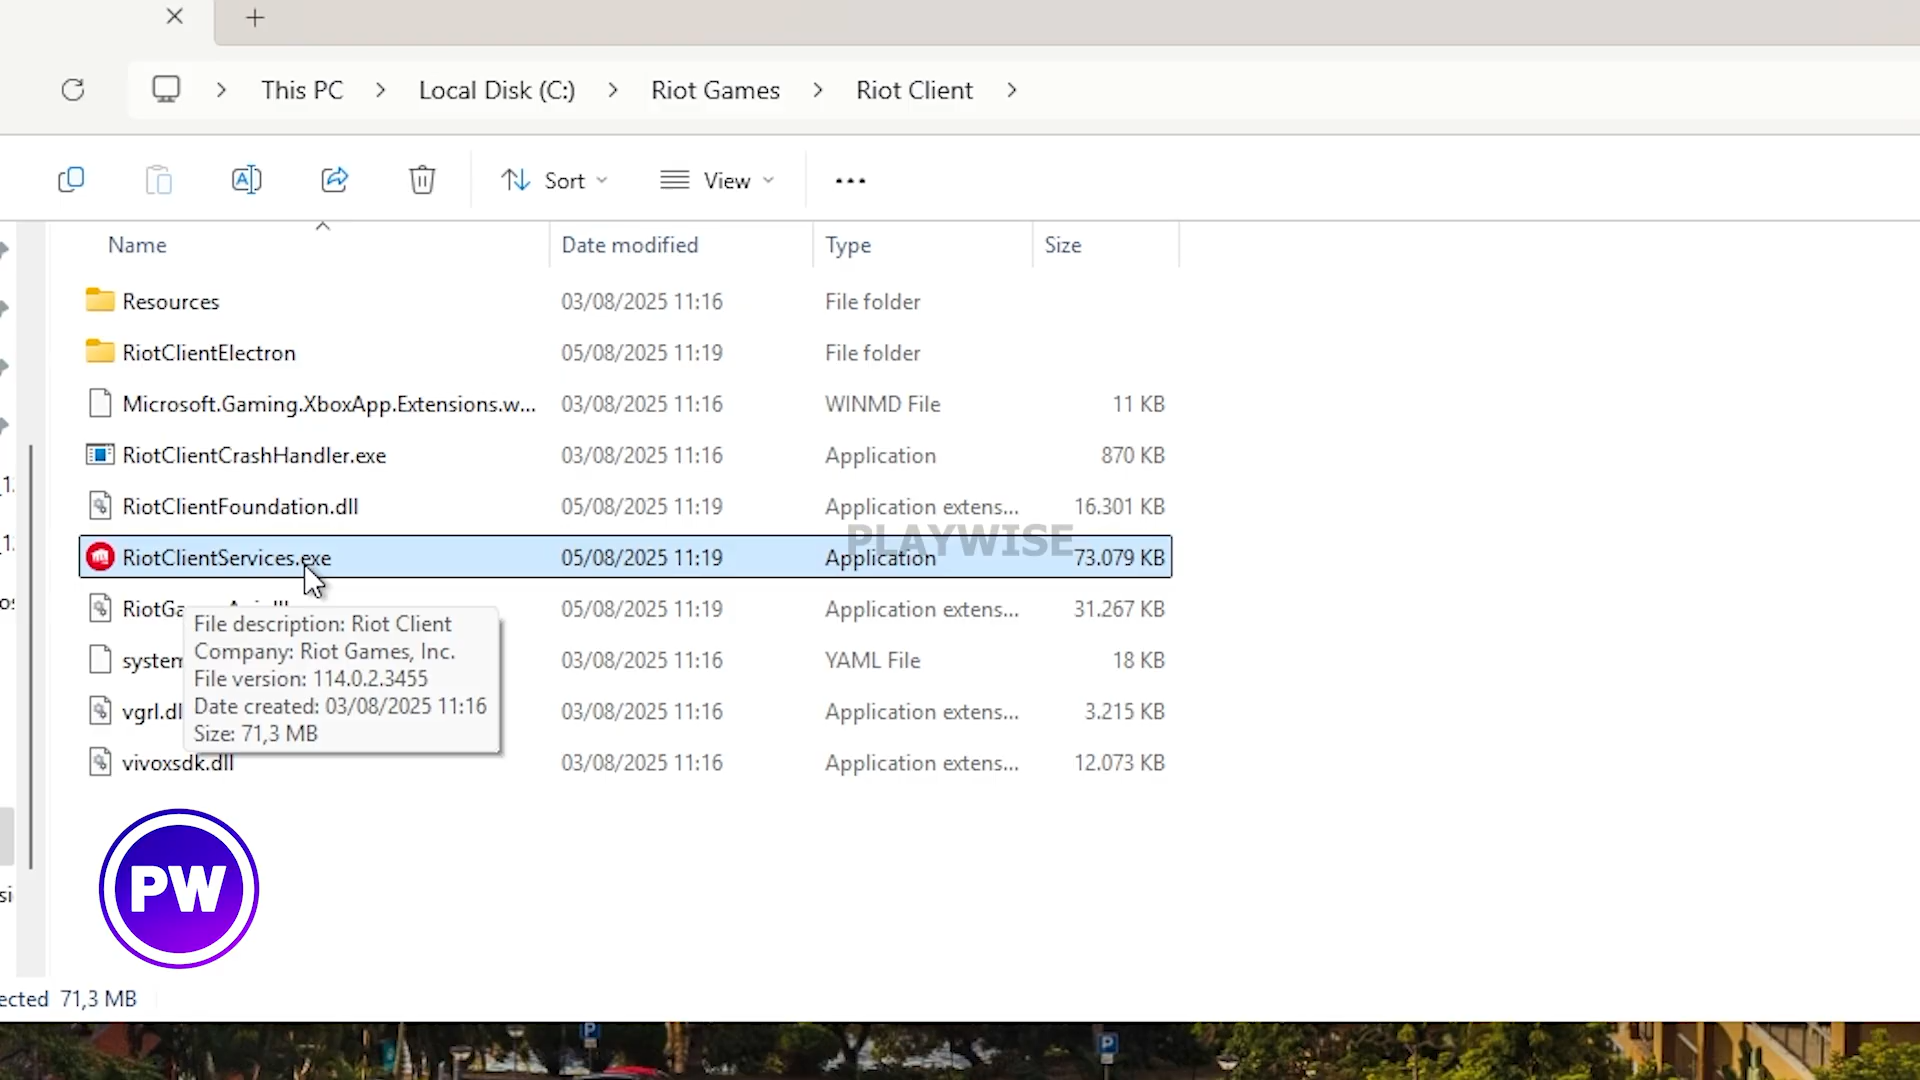 This PC > Local Disk (C:) > Riot Games > Riot Client >
Sort View
Name Date modified Type Size
Resources 03/08/2025 11:16 File folder
RiotClientElectron 05/08/2025 11:19 File folder
Microsoft.Gaming.XboxApp.Extensions.w... 03/08/2025 11:16 WINMD File 11 KB
RiotClientCrashHandler.exe 03/08/2025 11:16 Application 870 KB
RiotClientFoundation.dll 05/08/2025 11:19 Application extens... 16.301 KB
PLAYWISE
RiotClientServices.exe 05/08/2025 11:19 Application 73.079 KB
05/08/2025 11:19 Application extens... 31.267 KB
system 03/08/2025 11:16 YAML File 18 KB
vgrl.dl 03/08/2025 11:16 Application extens... 3.215 KB
vivoxsdk.dll 03/08/2025 11:16 Application extens... 12.073 KB
File description: Riot Client
Company: Riot Games, Inc.
File version: 114.0.2.3455
Date created: 03/08/2025 11:16
Size: 71,3 MB
PW
ected 71,3 MB
P
P